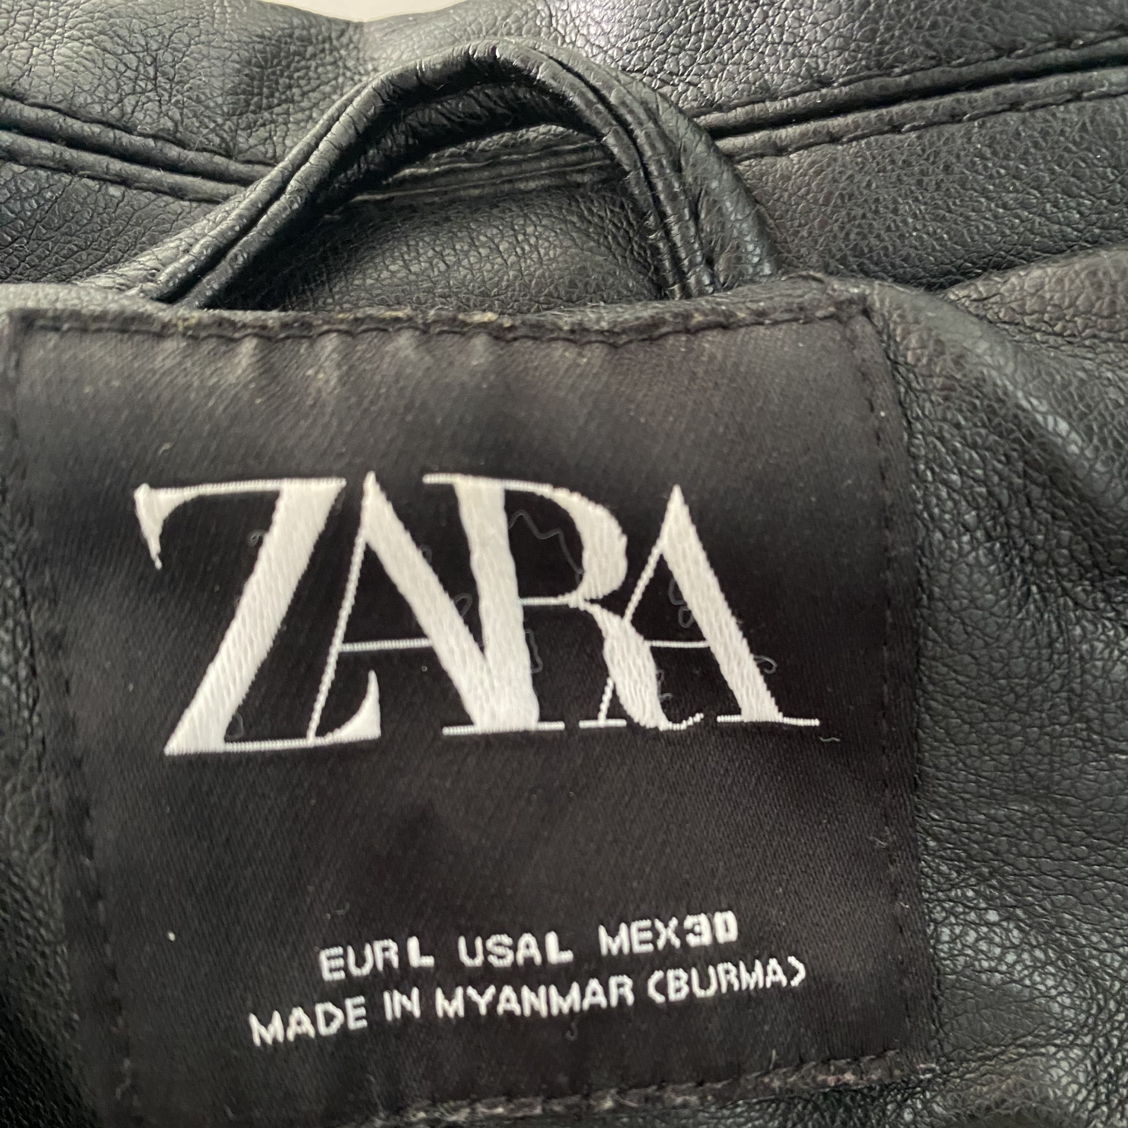 ZARA
EUR L USA L MEX 30
MADE IN MYANMAR (BURMA)